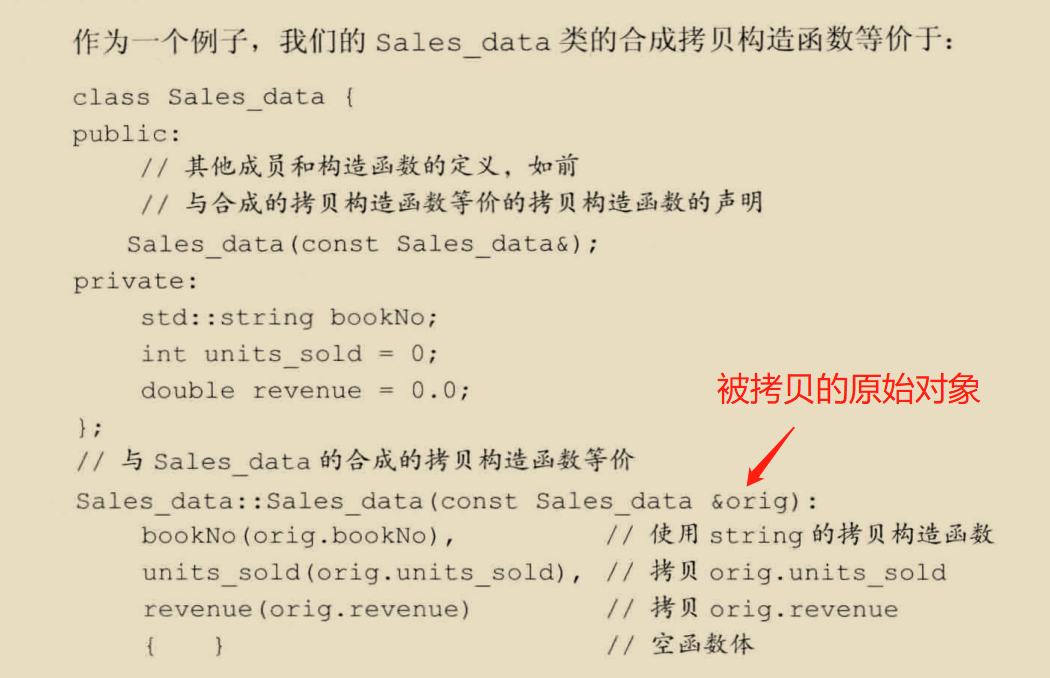 作为一个例子，我们的 Sales_data 类的合成拷贝构造函数等价于：
class Sales_data {
public:
// 其他成员和构造函数的定义，如前
// 与合成的拷贝构造函数等价的拷贝构造函数的声明
Sales_data(const Sales_data&);
private:
std::string bookNo;
int units_sold = 0;
double revenue = 0.0;
被拷贝的原始对象
};
// 与 Sales_data 的合成的拷贝构造函数等价
Sales_data::Sales_data(const Sales_data &orig):
bookNo(orig.bookNo), // 使用 string 的拷贝构造函数
units_sold(orig.units_sold), // 拷贝 orig.units_sold
revenue(orig.revenue) // 拷贝 orig.revenue
{ } // 空函数体